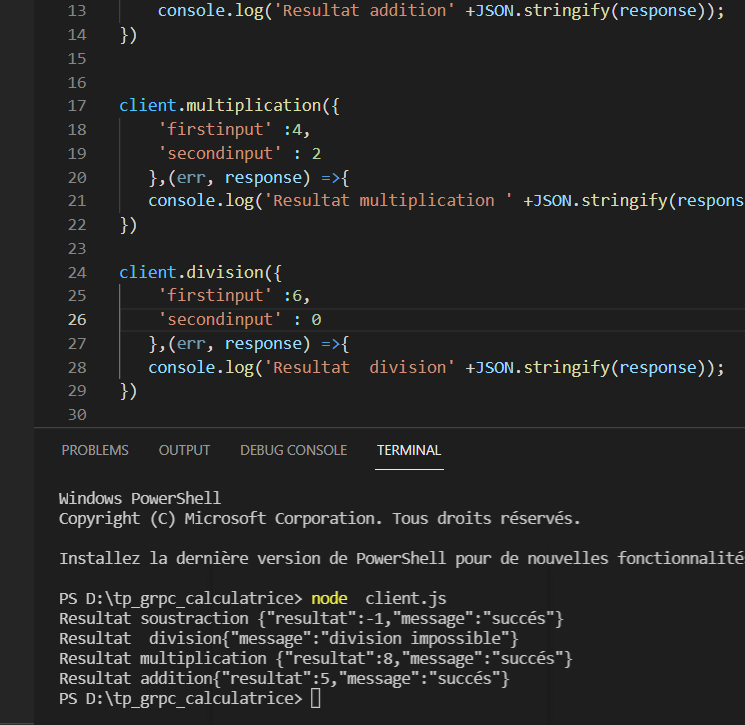 13 console.log('Resultat addition' +JSON.stringify(response));
14 })
15
16
17 client.multiplication({
18 'firstinput' :4,
19 'secondinput' : 2
20 },(err, response) =>{
21 console.log('Resultat multiplication ' +JSON.stringify(respons
22 })
23
24 client.division({
25 'firstinput' :6,
26 'secondinput' : 0
27 },(err, response) =>{
28 console.log('Resultat  division' +JSON.stringify(response));
29 })
30
PROBLEMS OUTPUT DEBUG CONSOLE TERMINAL
Windows PowerShell
Copyright (C) Microsoft Corporation. Tous droits réservés.
Installez la dernière version de PowerShell pour de nouvelles fonctionnalité
PS D:\tp_grpc_calculatrice> node  client.js
Resultat soustraction {"resultat":-1,"message":"succés"}
Resultat  division{"message":"division impossible"}
Resultat multiplication {"resultat":8,"message":"succés"}
Resultat addition{"resultat":5,"message":"succés"}
PS D:\tp_grpc_calculatrice>